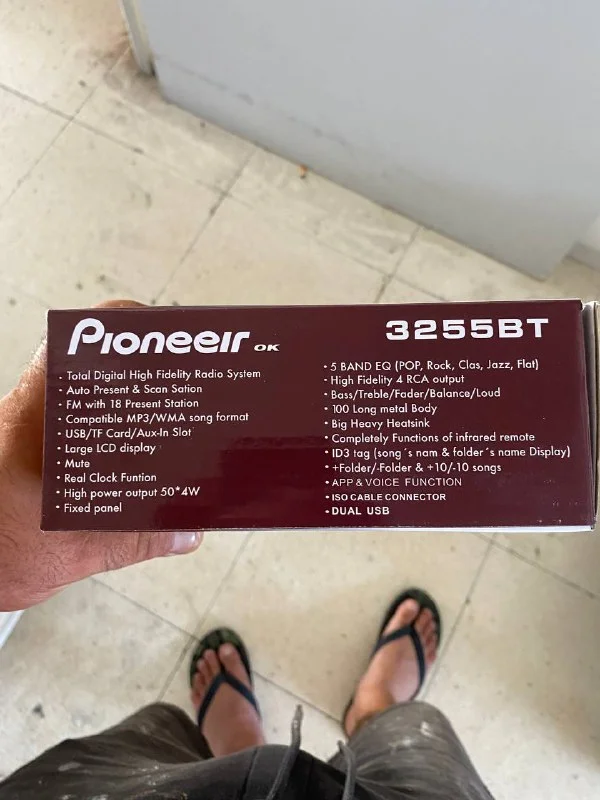 Pioneeir OK
3255BT
• Total Digital High Fidelity Radio System
• Auto Present & Scan Sation
• FM with 18 Present Station
• Compatible MP3/WMA song format
• USB/TF Card/Aux-In Slot
• Large LCD display
• Mute
• Real Clock Funtion
• High power output 50*4W
• Fixed panel
• 5 BAND EQ (POP, Rock, Clas, Jazz, Flat)
• High Fidelity 4 RCA output
• Bass/Treble/Fader/Balance/Loud
• 100 Long metal Body
• Big Heavy Heatsink
• Completely Functions of infrared remote
• ID3 tag (song´s nam & folder´s name Display)
• +Folder/-Folder & +10/-10 songs
• APP & VOICE FUNCTION
• ISO CABLE CONNECTOR
• DUAL USB